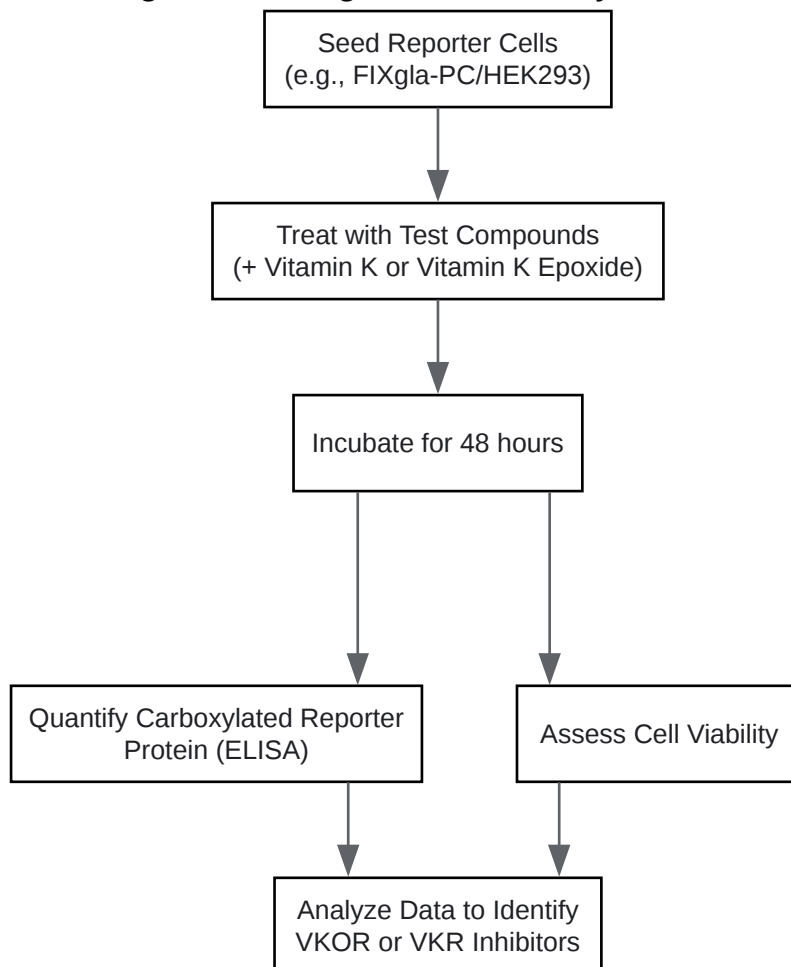 Seed Reporter Cells
(e.g., FIXgla-PC/HEK293)
Treat with Test Compounds
(+ Vitamin K or Vitamin K Epoxide)
Incubate for 48 hours
Quantify Carboxylated Reporter
Protein (ELISA)
Assess Cell Viability
Analyze Data to Identify
VKOR or VKR Inhibitors